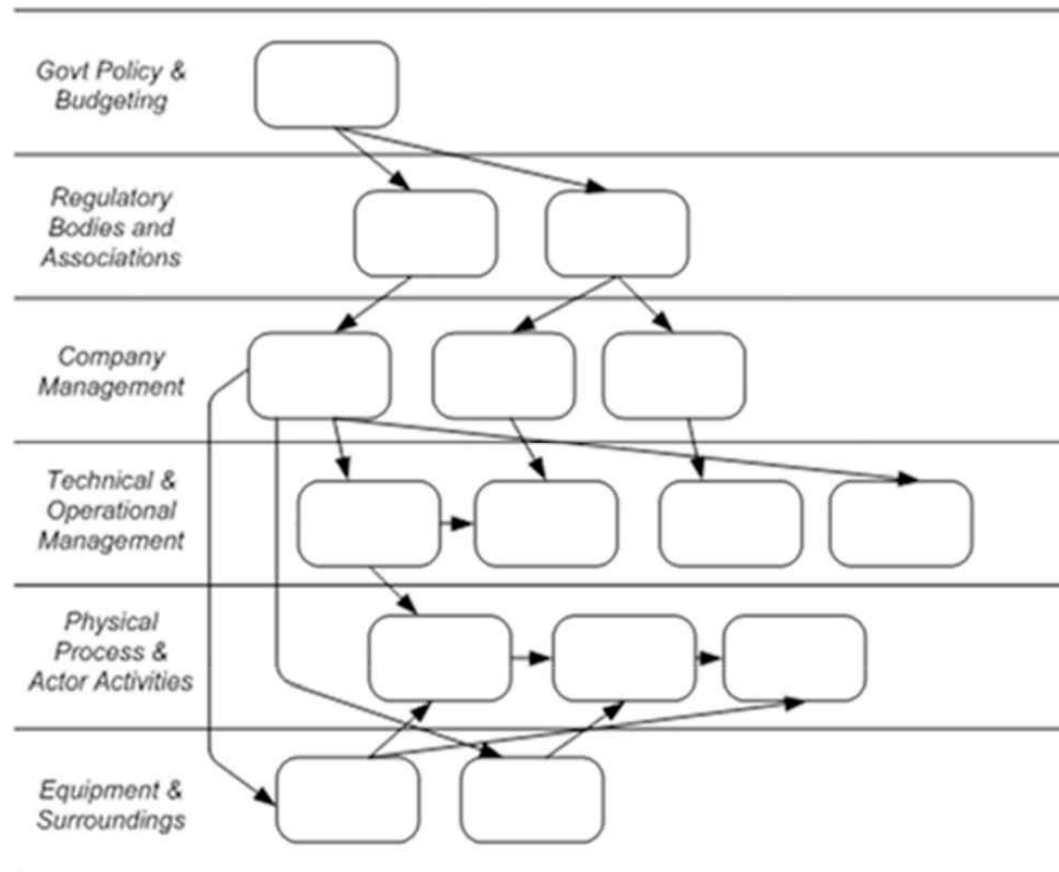 Govt Policy &
Budgeting
Regulatory
Bodies and
Associations
Company
Management
Technical &
Operational
Management
Physical
Process &
Actor Activities
Equipment &
Surroundings